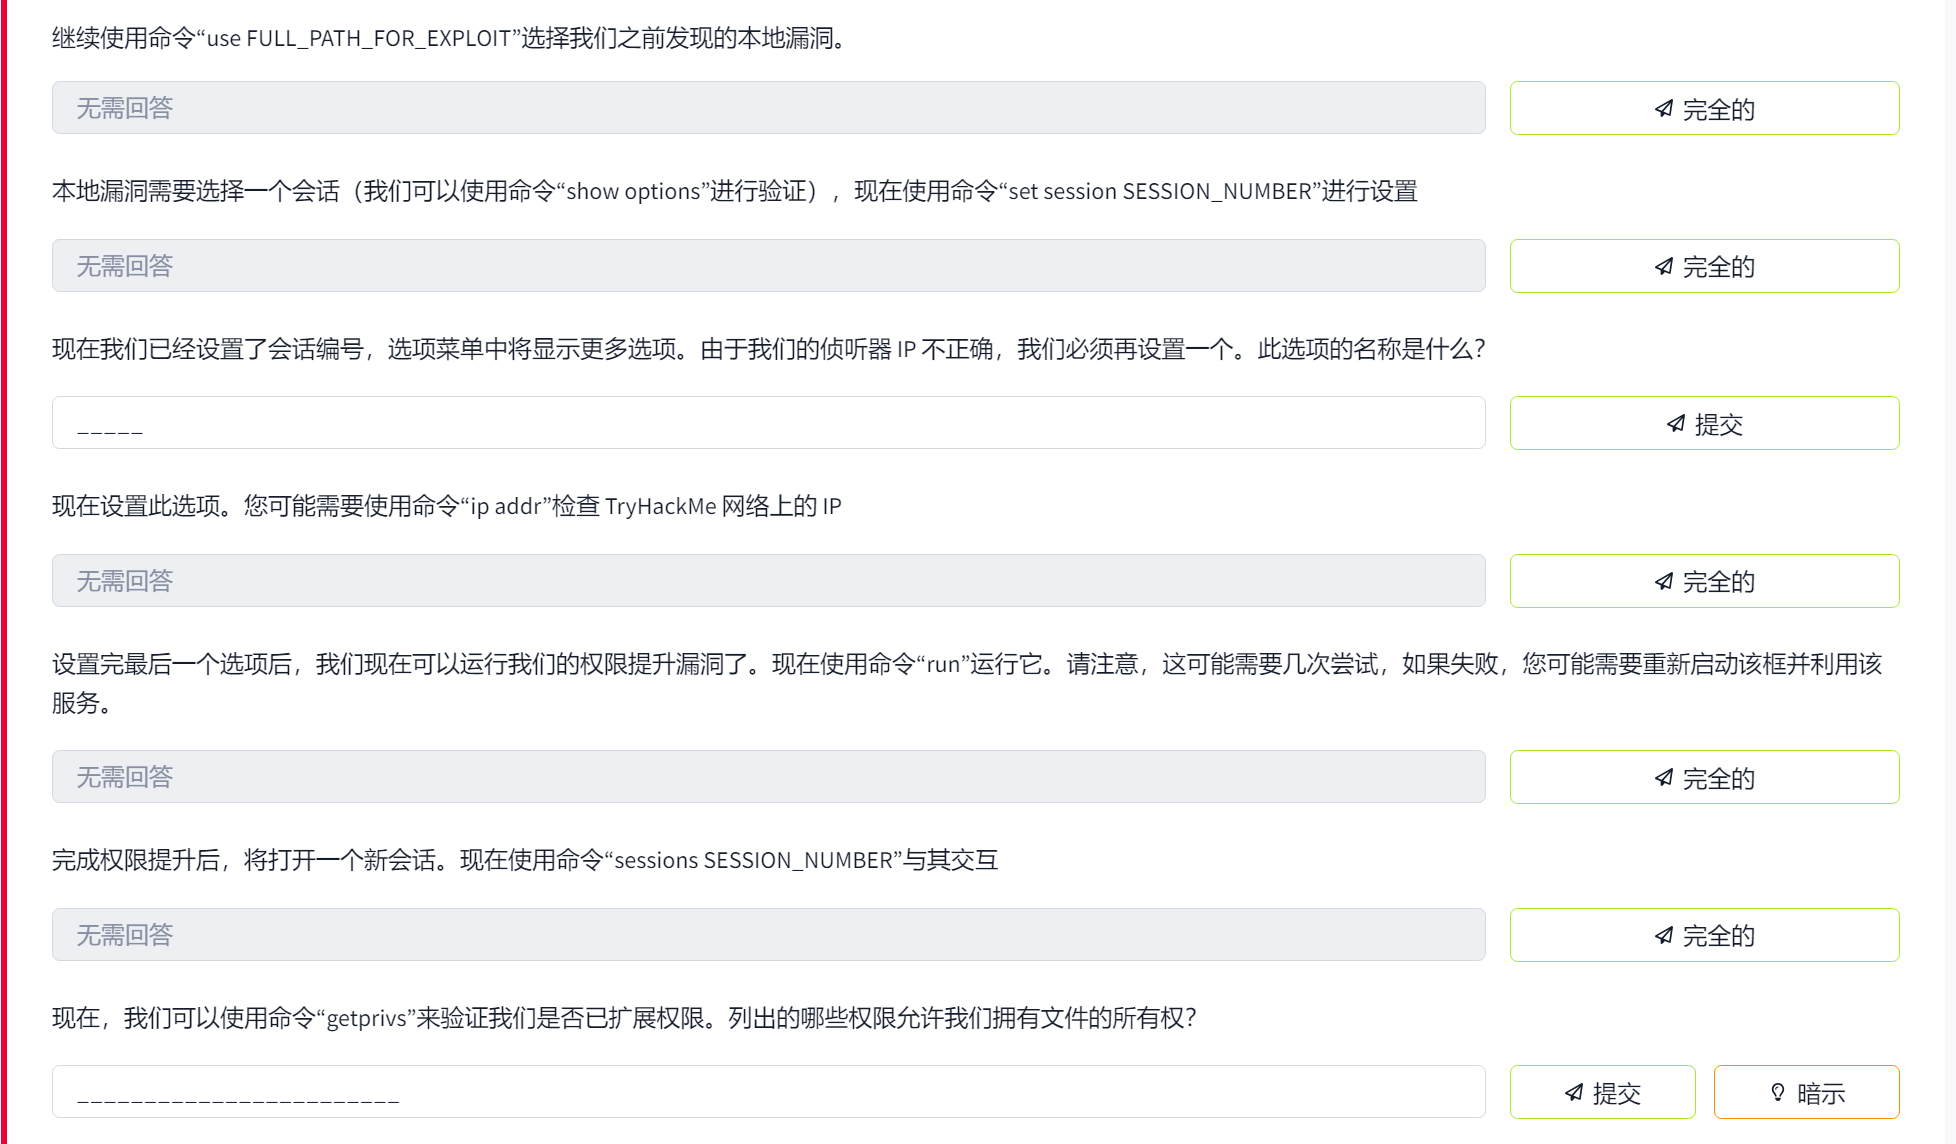 继续使用命令“use FULL_PATH_FOR_EXPLOIT”选择我们之前发现的本地漏洞。
无需回答
完全的
本地漏洞需要选择一个会话（我们可以使用命令“show options”进行验证），现在使用命令“set session SESSION_NUMBER”进行设置
无需回答
完全的
现在我们已经设置了会话编号，选项菜单中将显示更多选项。由于我们的侦听器 IP 不正确，我们必须再设置一个。此选项的名称是什么？
_____
提交
现在设置此选项。您可能需要使用命令“ip addr”检查 TryHackMe 网络上的 IP
无需回答
完全的
设置完最后一个选项后，我们现在可以运行我们的权限提升漏洞了。现在使用命令“run”运行它。请注意，这可能需要几次尝试，如果失败，您可能需要重新启动该框并利用该
服务。
无需回答
完全的
完成权限提升后，将打开一个新会话。现在使用命令“sessions SESSION_NUMBER”与其交互
无需回答
完全的
现在，我们可以使用命令“getprivs”来验证我们是否已扩展权限。列出的哪些权限允许我们拥有文件的所有权？
________________________
提交
暗示